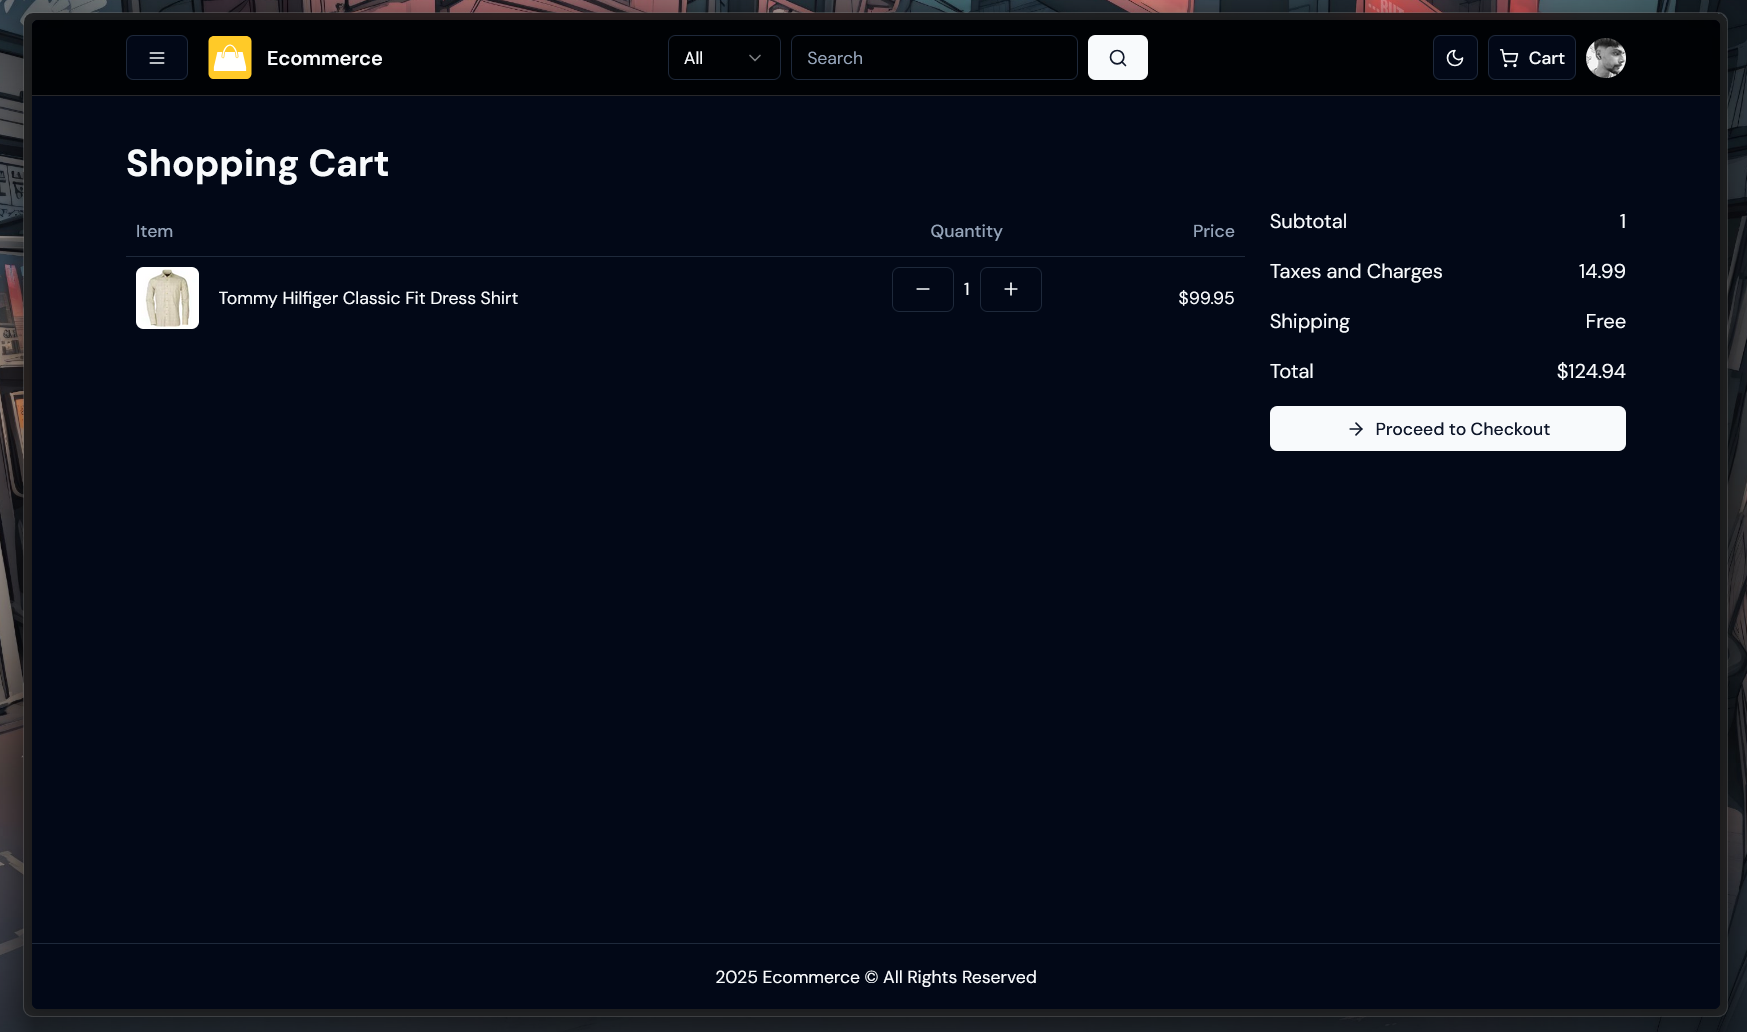 Ecommerce
All
Search
Cart
Shopping Cart
Item Quantity Price
Tommy Hilfiger Classic Fit Dress Shirt 1 $99.95
Subtotal 1
Taxes and Charges 14.99
Shipping Free
Total $124.94
Proceed to Checkout
2025 Ecommerce © All Rights Reserved